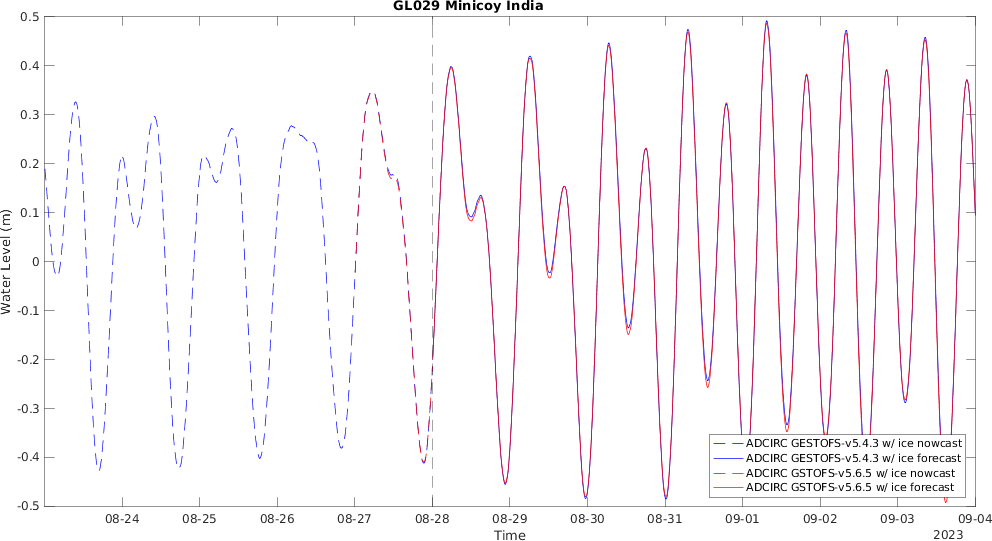 GL029 Minicoy India
0.5
0.4
0.3
0.2
0.1
0
-0.1
-0.2
-0.3
-0.4
-0.5
Water Level (m)
ADCIRC GESTOFS-v5.4.3 w/ ice nowcast
ADCIRC GESTOFS-v5.4.3 w/ ice forecast
ADCIRC GSTOFS-v5.6.5 w/ ice nowcast
ADCIRC GSTOFS-v5.6.5 w/ ice forecast
08-24 08-25 08-26 08-27 08-28 08-29 08-30 08-31 09-01 09-02 09-03 09-04
Time
2023